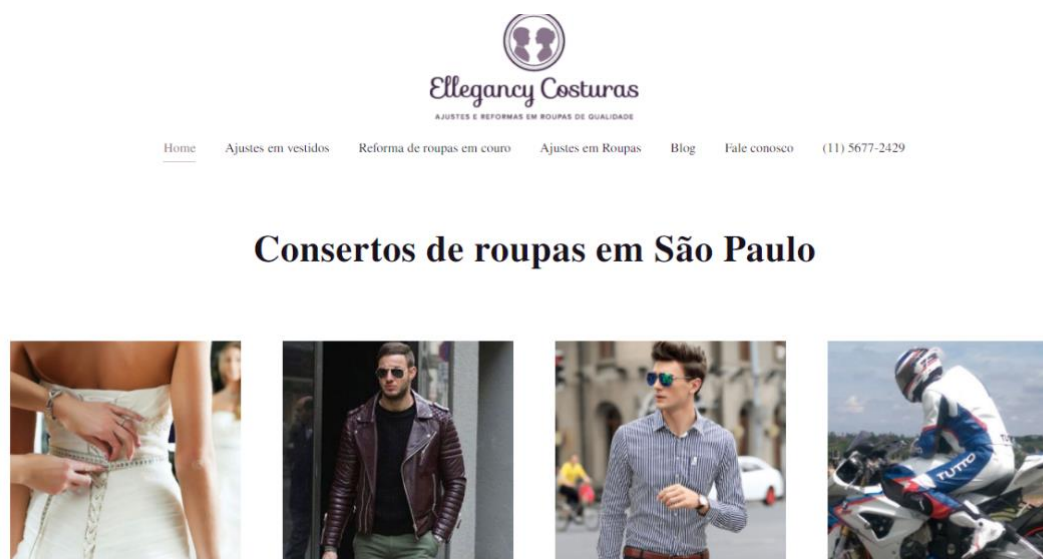 Ellegancy Costuras
AJUSTES E REFORMAS EM ROUPAS DE QUALIDADE
Home Ajustes em vestidos Reforma de roupas em couro Ajustes em Roupas Blog Fale conosco (11) 5677-2429
Consertos de roupas em São Paulo
TUTTO